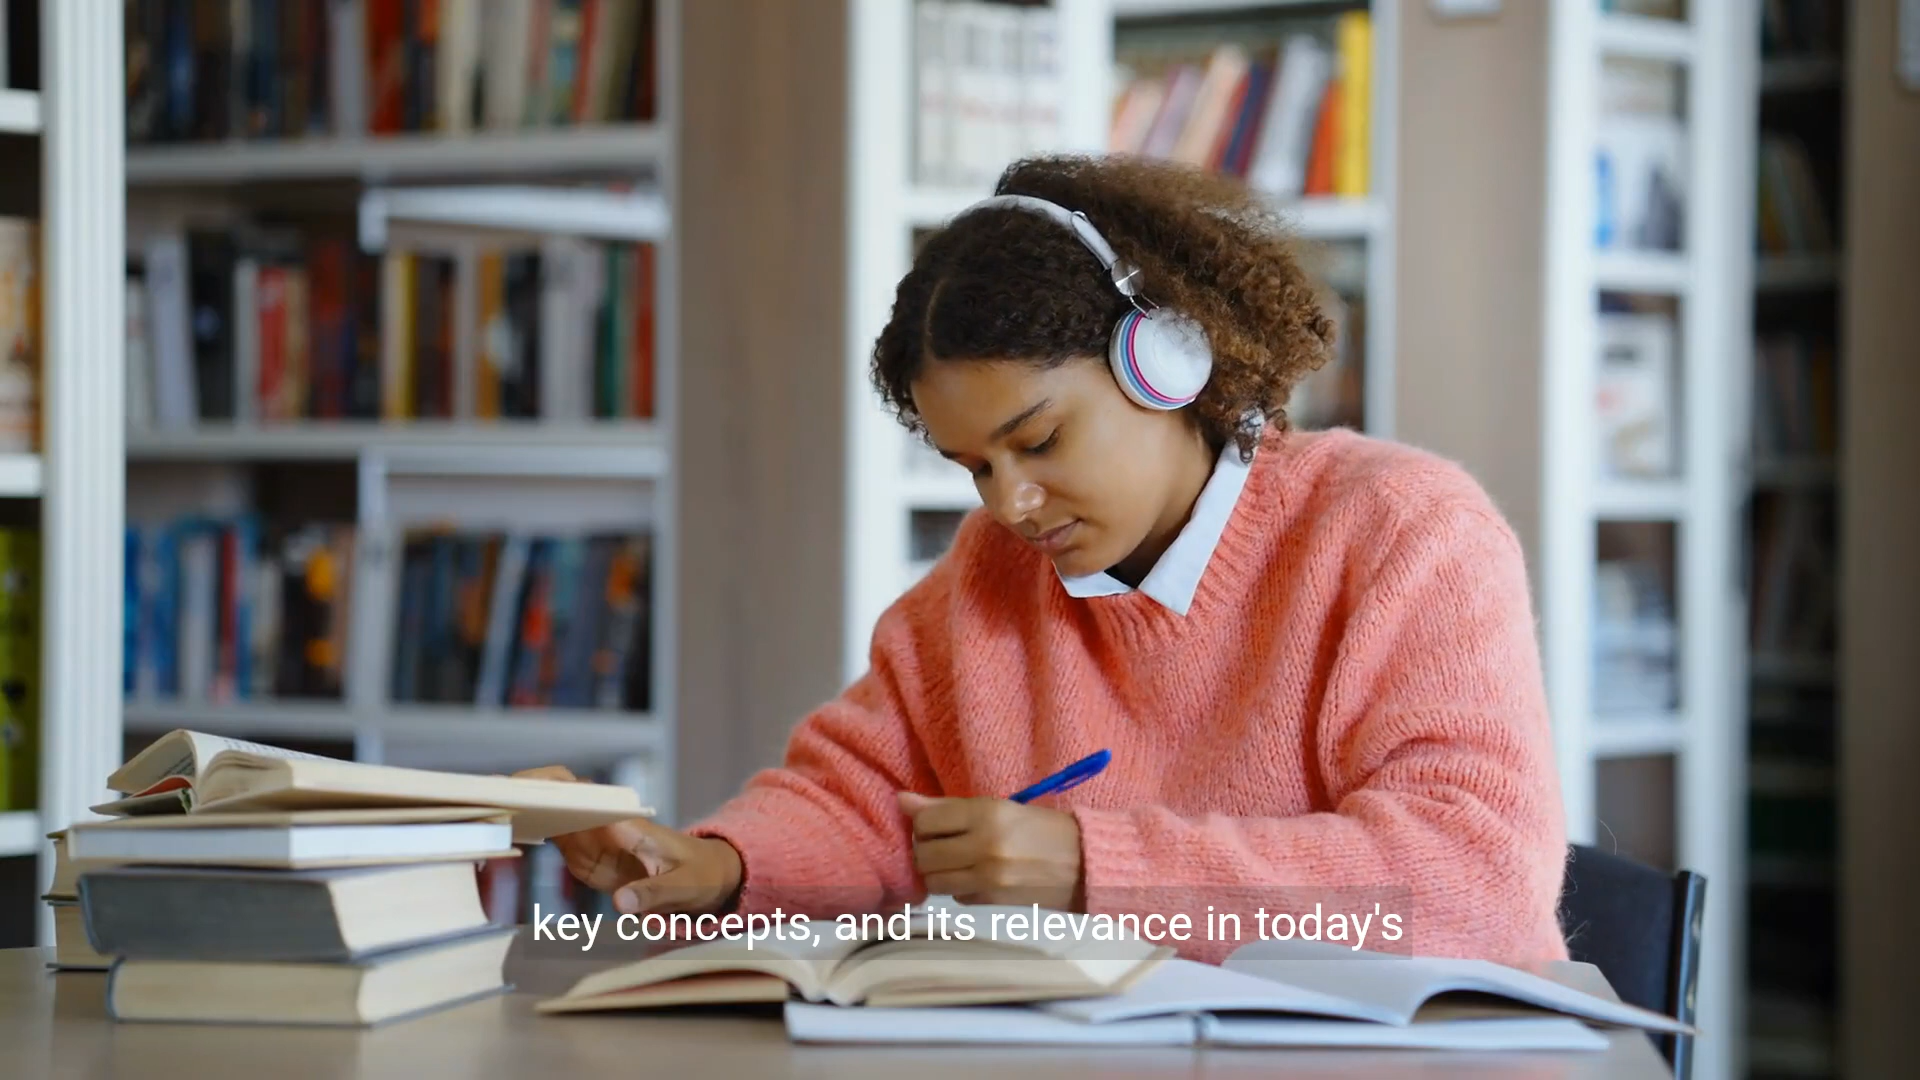 key concepts, and its relevance in today's